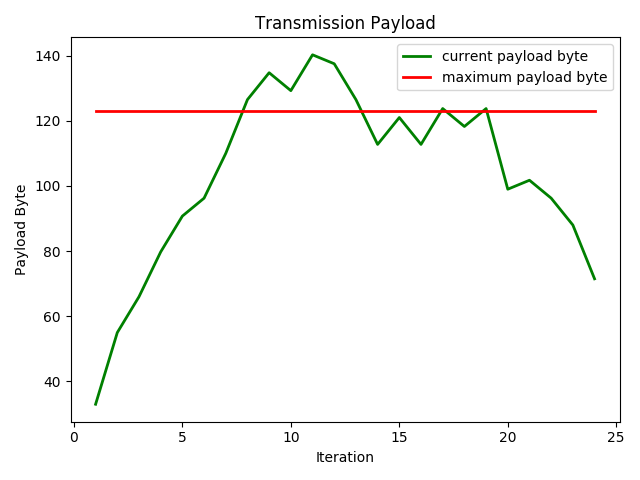 Transmission Payload
current payload byte
maximum payload byte
Payload Byte
140
120
100
80
60
40
0
5
10
15
20
25
Iteration